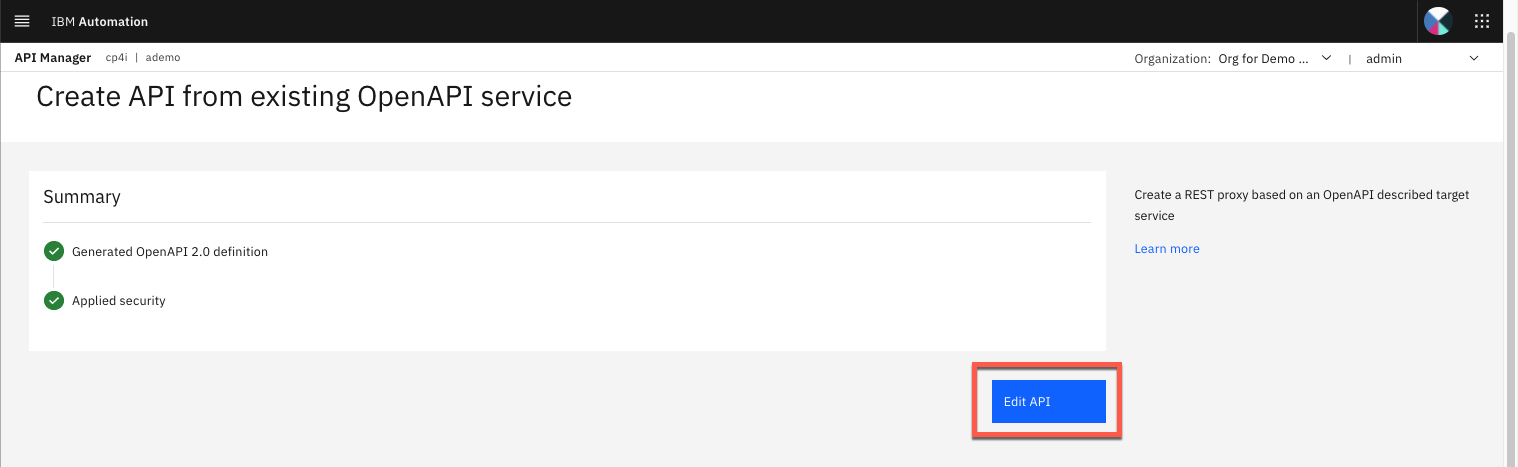 IBM Automation
API Manager cp4i | ademo Organization: Org for Demo ... | admin
Create API from existing OpenAPI service
Summary
Generated OpenAPI 2.0 definition
Applied security
Create a REST proxy based on an OpenAPI described target
service
Learn more
Edit API